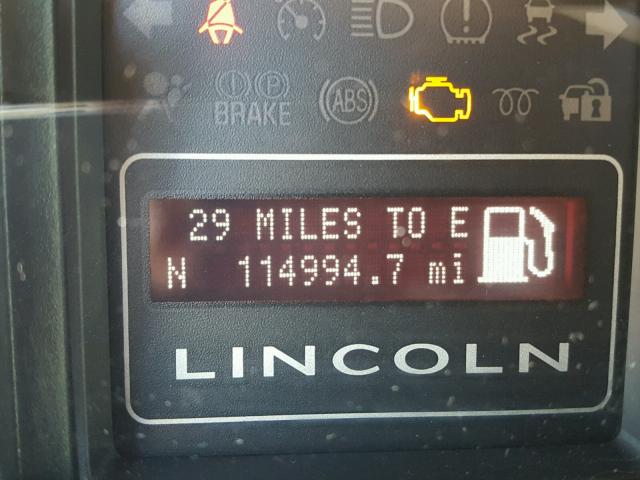 BRAKE
ABS
29 MILES TO E
N 114994.7 mi
LINCOLN